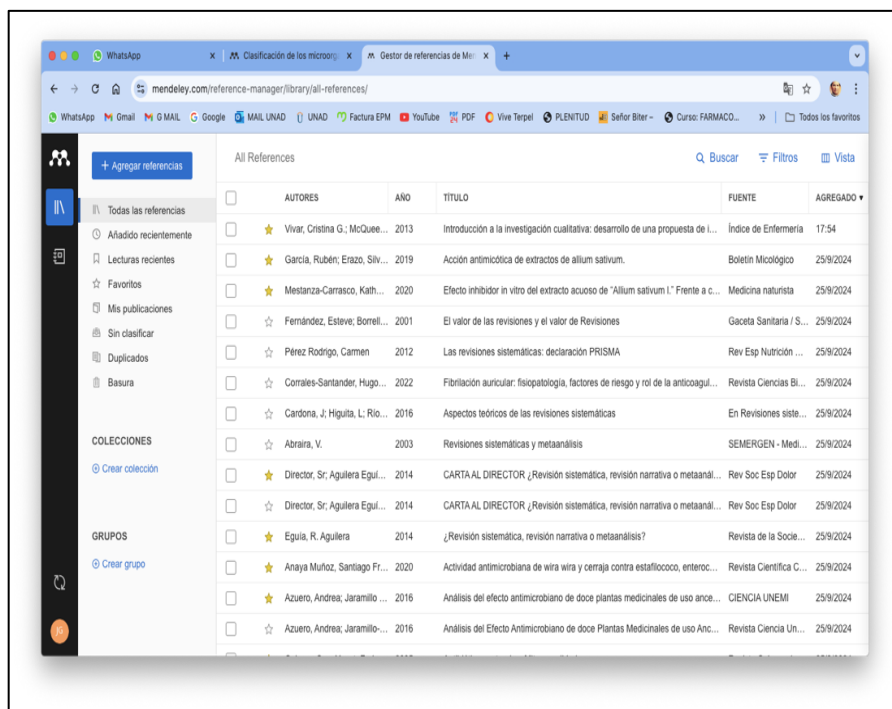 WhatsApp
Clasificación de los microorg
Gestor de referencias de Men
mendeley.com/reference-manager/library/all-references/
WhatsApp Gmail G MAIL Google MAIL UNAD UNAD Factura EPM YouTube PDF Vive Terpel PLENITUD Señor Biter – Curso: FARMACO... » Todos los favoritos
+ Agregar referencias
Todas las referencias
Añadido recientemente
Lecturas recientes
Favoritos
Mis publicaciones
Sin clasificar
Duplicados
Basura
COLECCIONES
Crear colección
GRUPOS
Crear grupo
JG
All References Buscar Filtros Vista
AUTORES AÑO TÍTULO FUENTE AGREGADO
Vivar, Cristina G.; McQuee... 2013 Introducción a la investigación cualitativa: desarrollo de una propuesta de i... Índice de Enfermería 17:54
García, Rubén; Erazo, Silv... 2019 Acción antimicótica de extractos de allium sativum. Boletín Micológico 25/9/2024
Mestanza-Carrasco, Kath... 2020 Efecto inhibidor in vitro del extracto acuoso de "Allium sativum l." Frente a c... Medicina naturista 25/9/2024
Fernández, Esteve; Borrell... 2001 El valor de las revisiones y el valor de Revisiones Gaceta Sanitaria / S... 25/9/2024
Pérez Rodrigo, Carmen 2012 Las revisiones sistemáticas: declaración PRISMA Rev Esp Nutrición ... 25/9/2024
Corrales-Santander, Hugo... 2022 Fibrilación auricular: fisiopatología, factores de riesgo y rol de la anticoagul... Revista Ciencias Bi... 25/9/2024
Cardona, J; Higuita, L; Río... 2016 Aspectos teóricos de las revisiones sistemáticas En Revisiones siste... 25/9/2024
Abraira, V. 2003 Revisiones sistemáticas y metaanálisis SEMERGEN - Medi... 25/9/2024
Director, Sr; Aguilera Eguí... 2014 CARTA AL DIRECTOR ¿Revisión sistemática, revisión narrativa o metaanál... Rev Soc Esp Dolor 25/9/2024
Director, Sr; Aguilera Eguí... 2014 CARTA AL DIRECTOR ¿Revisión sistemática, revisión narrativa o metaanál... Rev Soc Esp Dolor 25/9/2024
Eguia, R. Aguilera 2014 ¿Revisión sistemática, revisión narrativa o metaanálisis? Revista de la Socie... 25/9/2024
Anaya Muñoz, Santiago Fr... 2020 Actividad antimicrobiana de wira wira y cerraja contra estafilococo, enteroc... Revista Científica C... 25/9/2024
Azuero, Andrea; Jaramillo ... 2016 Análisis del efecto antimicrobiano de doce plantas medicinales de uso ance... CIENCIA UNEMI 25/9/2024
Azuero, Andrea; Jaramillo-... 2016 Análisis del Efecto Antimicrobiano de doce Plantas Medicinales de uso Anc... Revista Ciencia Un... 25/9/2024